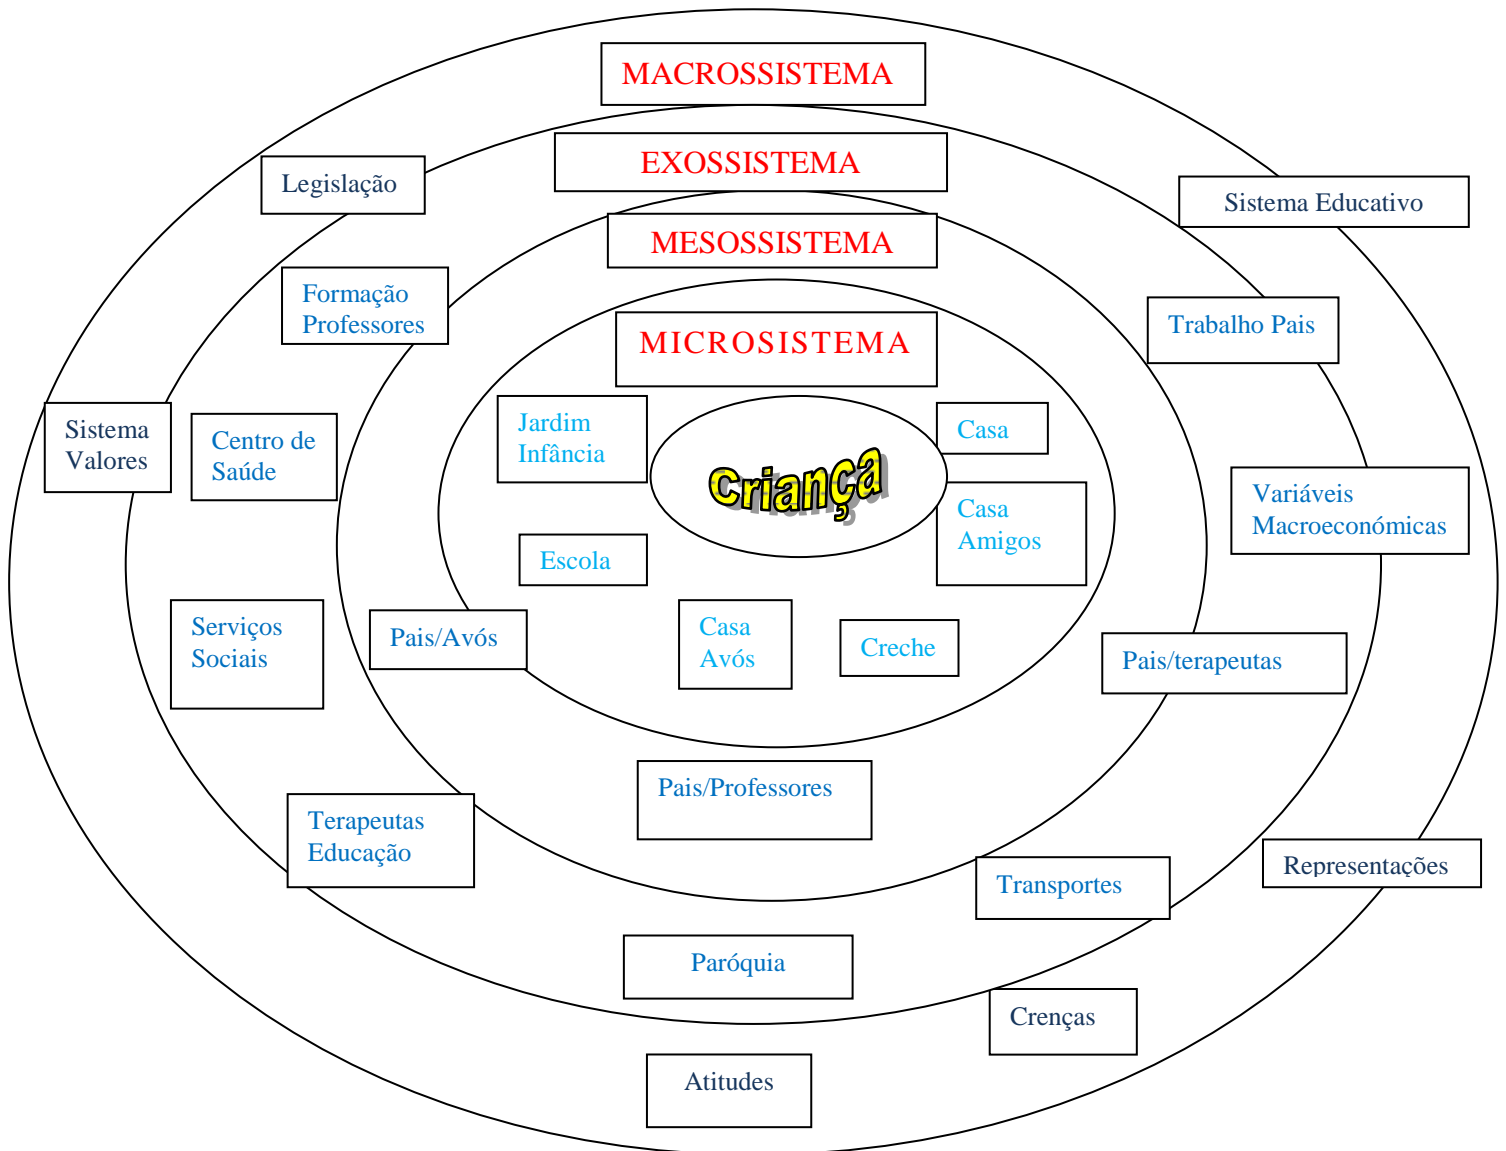 MACROSSISTEMA
EXOSSISTEMA
Legislação
Sistema Educativo
MESOSSISTEMA
Formação
Professores
Trabalho Pais
MICROSISTEMA
Sistema
Valores
Centro de
Saúde
Jardim
Infância
Criança
Casa
Casa
Amigos
Variáveis
Macroeconómicas
Escola
Serviços
Sociais
Pais/Avós
Casa
Avós
Creche
Pais/terapeutas
Pais/Professores
Terapeutas
Educação
Transportes
Representações
Paróquia
Crenças
Atitudes